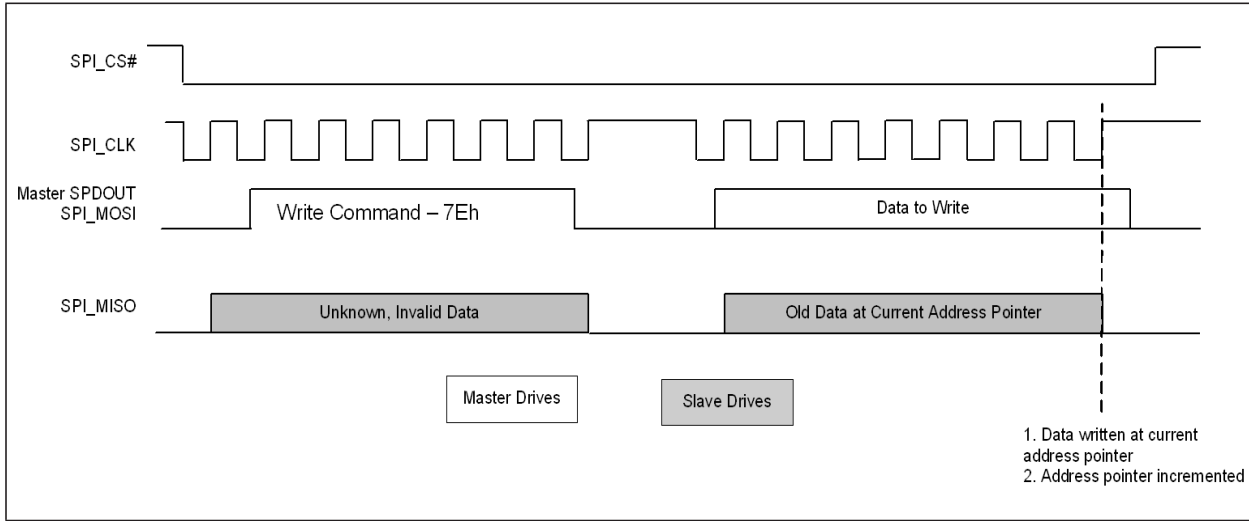 SPI_CS#
SPI_CLK
Master SPDOUT
SPI_MOSI
Write Command – 7Eh
Data to Write
SPI_MISO
Unknown, Invalid Data
Old Data at Current Address Pointer
Master Drives
Slave Drives
1. Data written at current
address pointer
2. Address pointer incremented